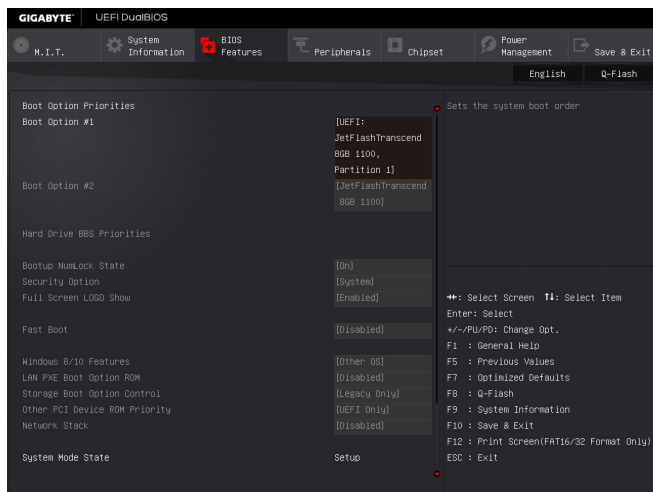 GIGABYTE™ UEFI DualBIOS
M.I.T. System Information BIOS Features Peripherals Chipset Power Management Save & Exit
English Q-Flash
Boot Option Priorities
Boot Option #1 [UEFI: JetFlashTranscend 8GB 1100, Partition 1]
Boot Option #2 [JetFlashTranscend 8GB 1100]
Hard Drive BBS Priorities
Bootup NumLock State [On]
Security Option [System]
Full Screen LOGO Show [Enabled]
Fast Boot [Disabled]
Windows 8/10 Features [Other OS]
LAN PXE Boot Option ROM [Disabled]
Storage Boot Option Control [Legacy Only]
Other PCI Device ROM Priority [UEFI Only]
Network Stack [Disabled]
System Mode State Setup
Sets the system boot order
→←: Select Screen ↑↓: Select Item
Enter: Select
+/-/PU/PD: Change Opt.
F1 : General Help
F5 : Previous Values
F7 : Optimized Defaults
F8 : Q-Flash
F9 : System Information
F10 : Save & Exit
F12 : Print Screen(FAT16/32 Format Only)
ESC : Exit